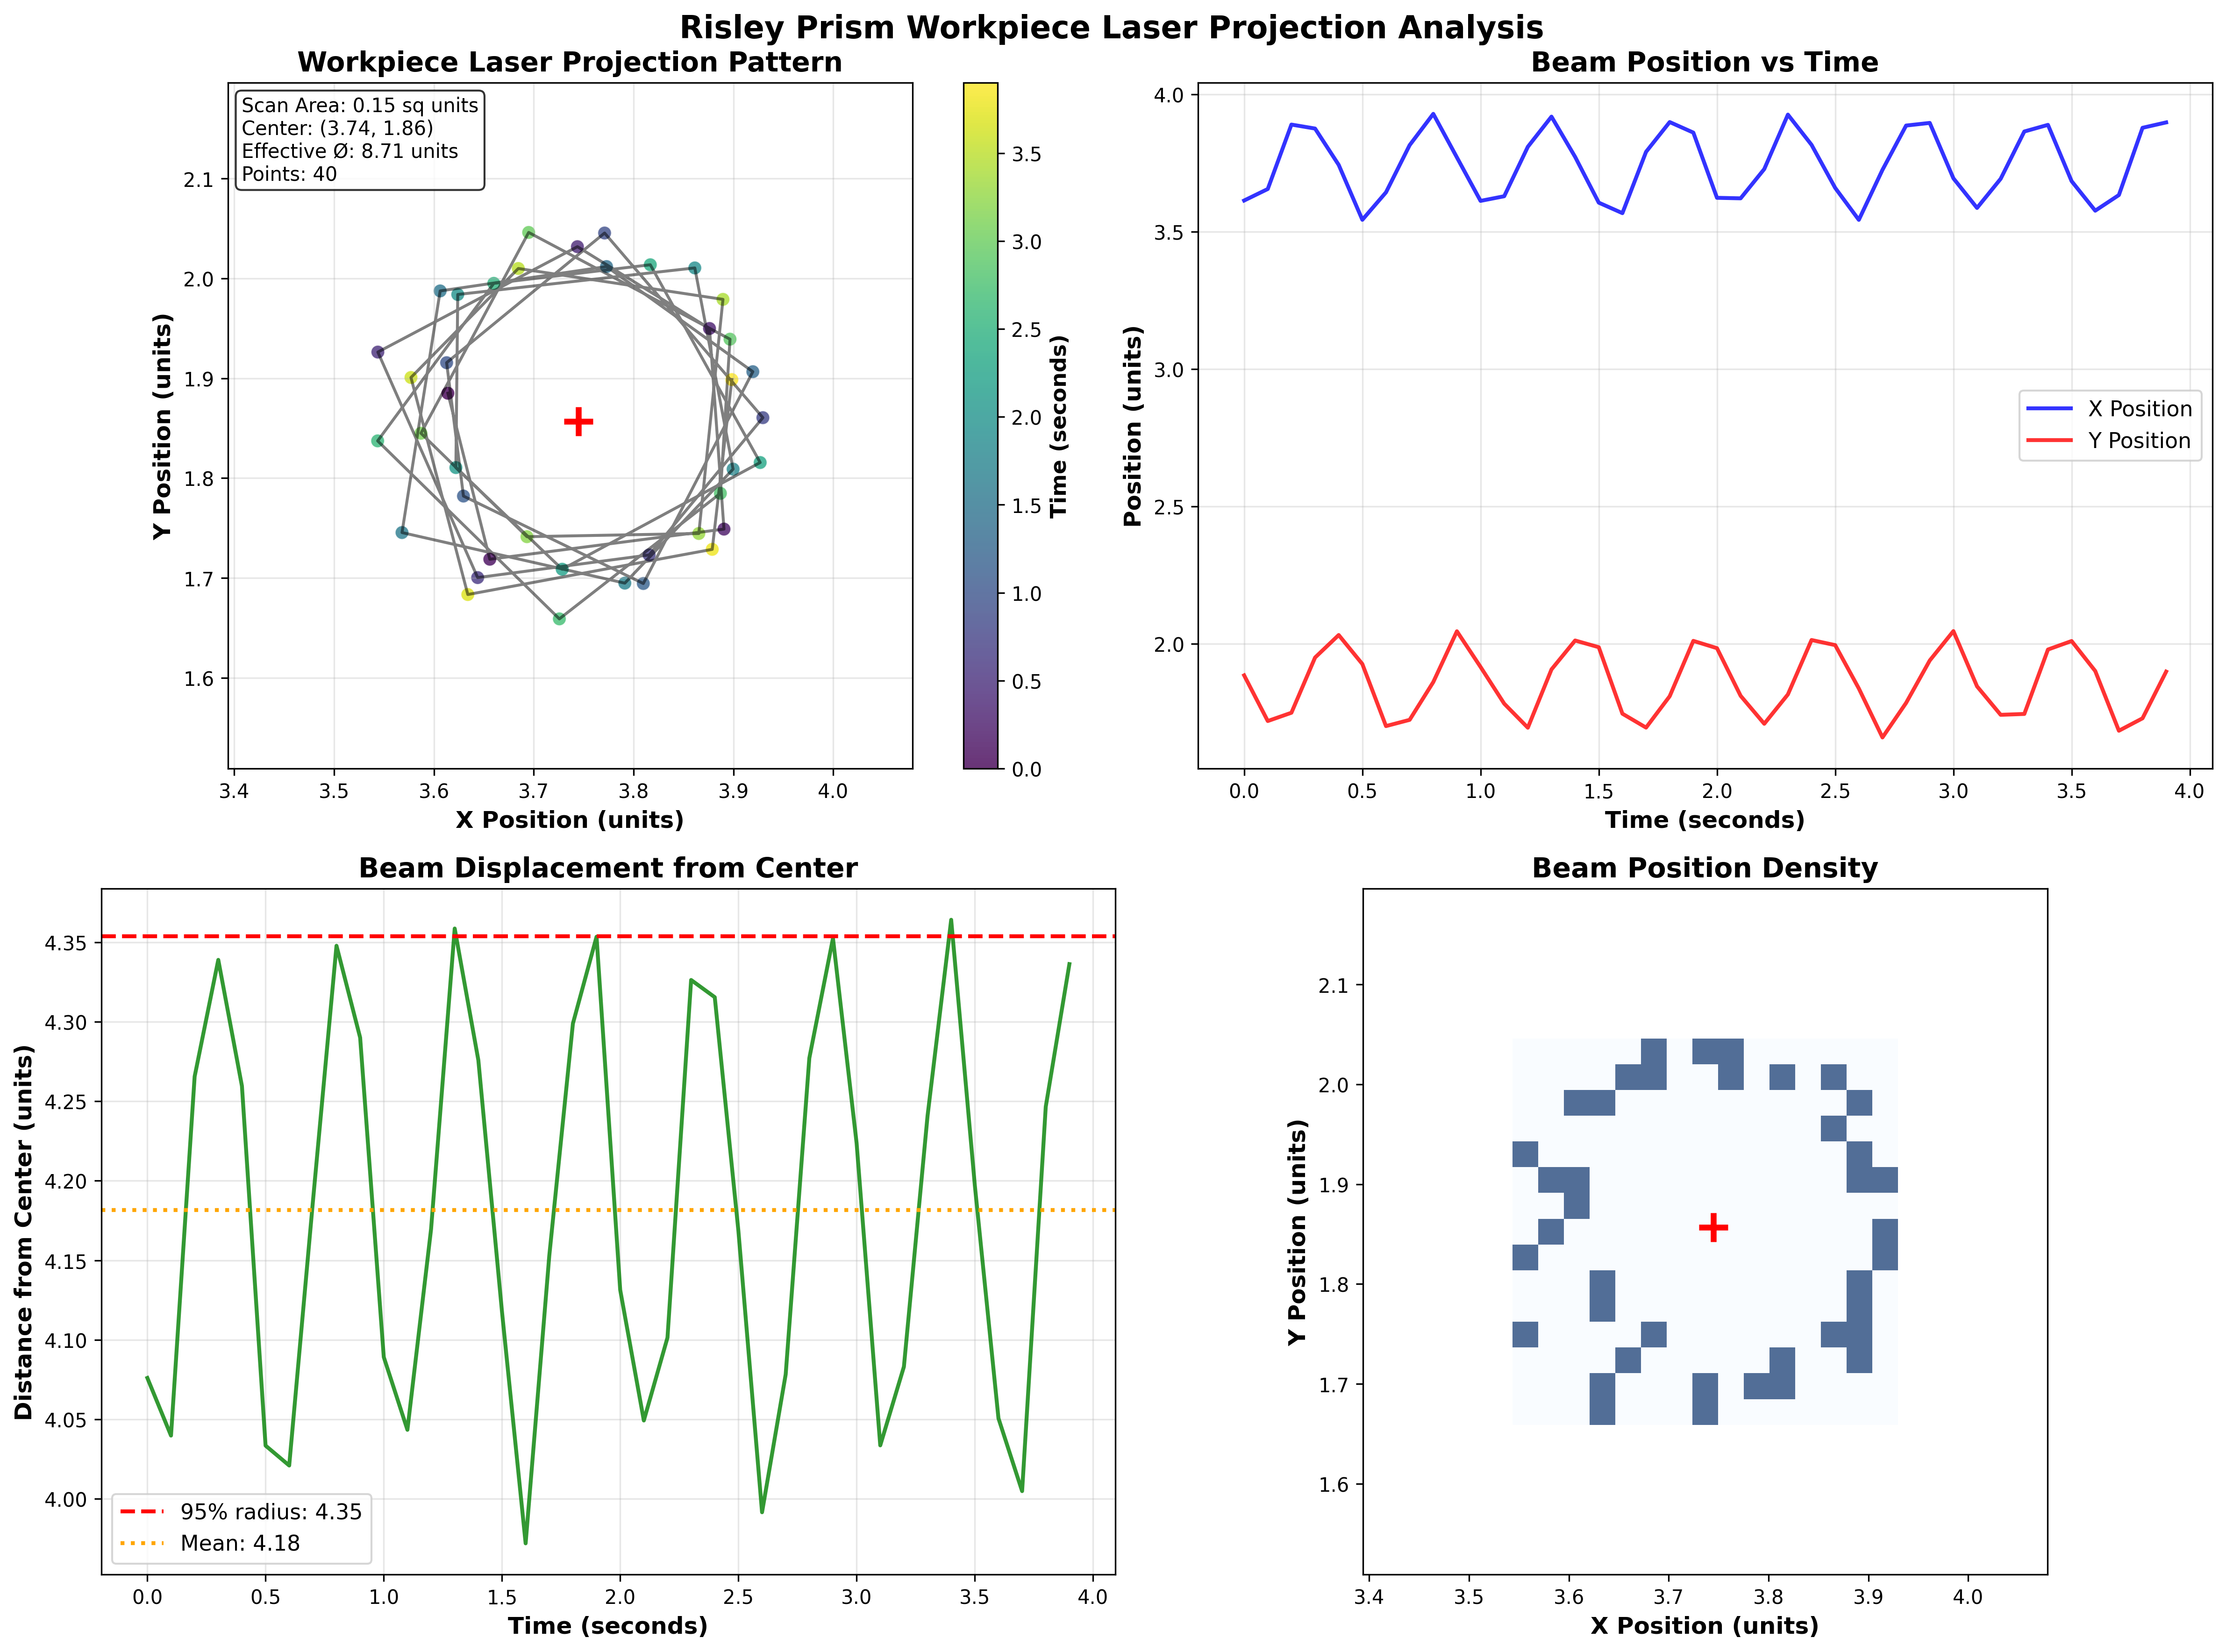 Risley Prism Workpiece Laser Projection Analysis
Workpiece Laser Projection Pattern
Scan Area: 0.15 sq units
Center: (3.74, 1.86)
Effective Ø: 8.71 units
Points: 40
2.1
2.0
1.9
1.8
1.7
1.6
Y Position (units)
3.4 3.5 3.6 3.7 3.8 3.9 4.0
X Position (units)
3.5
3.0
2.5
2.0
1.5
1.0
0.5
0.0
Time (seconds)
Beam Position vs Time
4.0
3.5
3.0
2.5
2.0
Position (units)
X Position
Y Position
0.0 0.5 1.0 1.5 2.0 2.5 3.0 3.5 4.0
Time (seconds)
Beam Displacement from Center
4.35
4.30
4.25
4.20
4.15
4.10
4.05
4.00
Distance from Center (units)
95% radius: 4.35
Mean: 4.18
0.0 0.5 1.0 1.5 2.0 2.5 3.0 3.5 4.0
Time (seconds)
Beam Position Density
2.1
2.0
1.9
1.8
1.7
1.6
Y Position (units)
3.4 3.5 3.6 3.7 3.8 3.9 4.0
X Position (units)